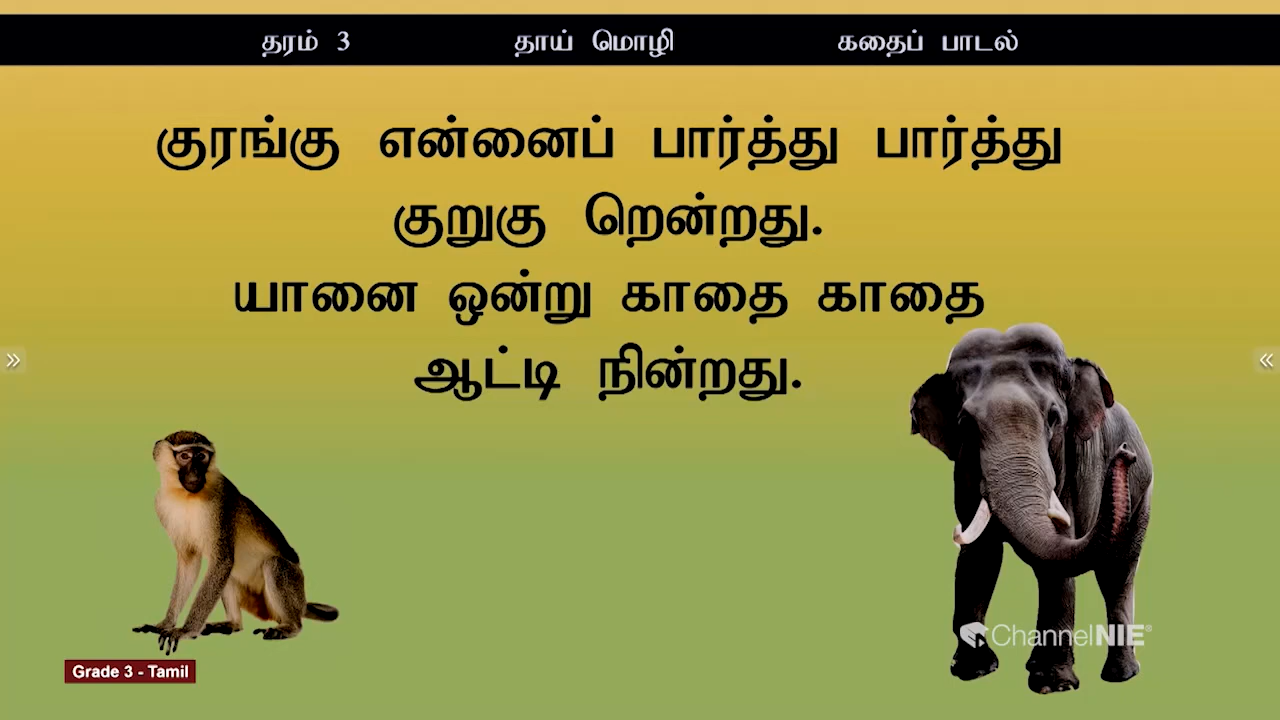 தரம் 3 தாய் மொழி கதைப் பாடல்
குரங்கு என்னைப் பார்த்து பார்த்து
குறுகு றென்றது.
யானை ஒன்று காதை காதை
ஆட்டி நின்றது.
Grade 3 - Tamil
ChannelNIE®